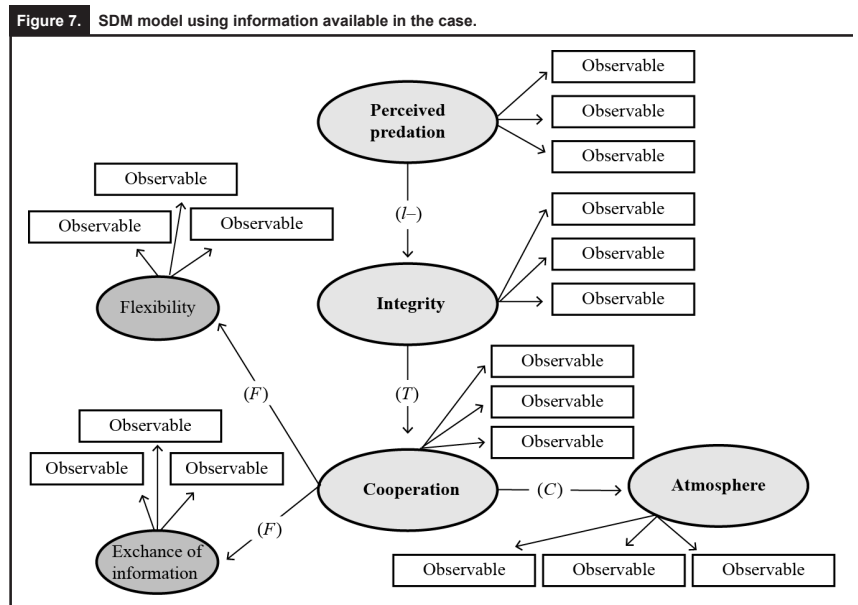 Figure 7. SDM model using information available in the case.
Observable
Perceived
predation
Observable
Observable
Observable
Observable
Observable
(l–)
Observable
Observable
Flexibility
Integrity
Observable
Observable
Observable
(F)
(T)
Observable
Observable
Observable
Observable
Observable
Cooperation
(C)
Atmosphere
(F)
Exchance of
information
Observable
Observable
Observable